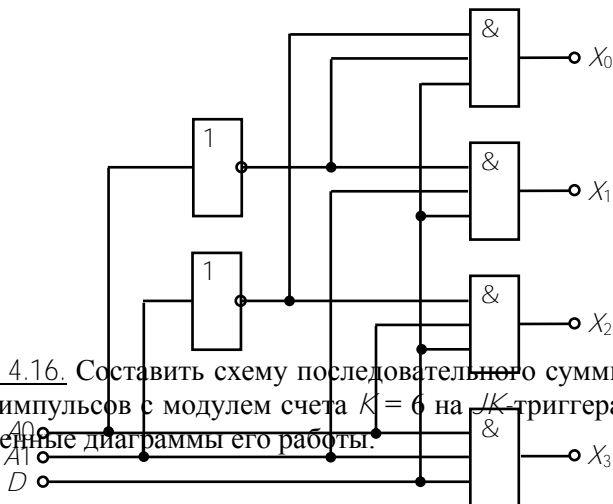 &
X0
1
&
X1
1
&
X2
4.16. Составить схему последовательного сумми
импульсов с модулем счета K = 6 на JK-триггера
енные диаграммы его работы.
&
A0
A1
X3
D